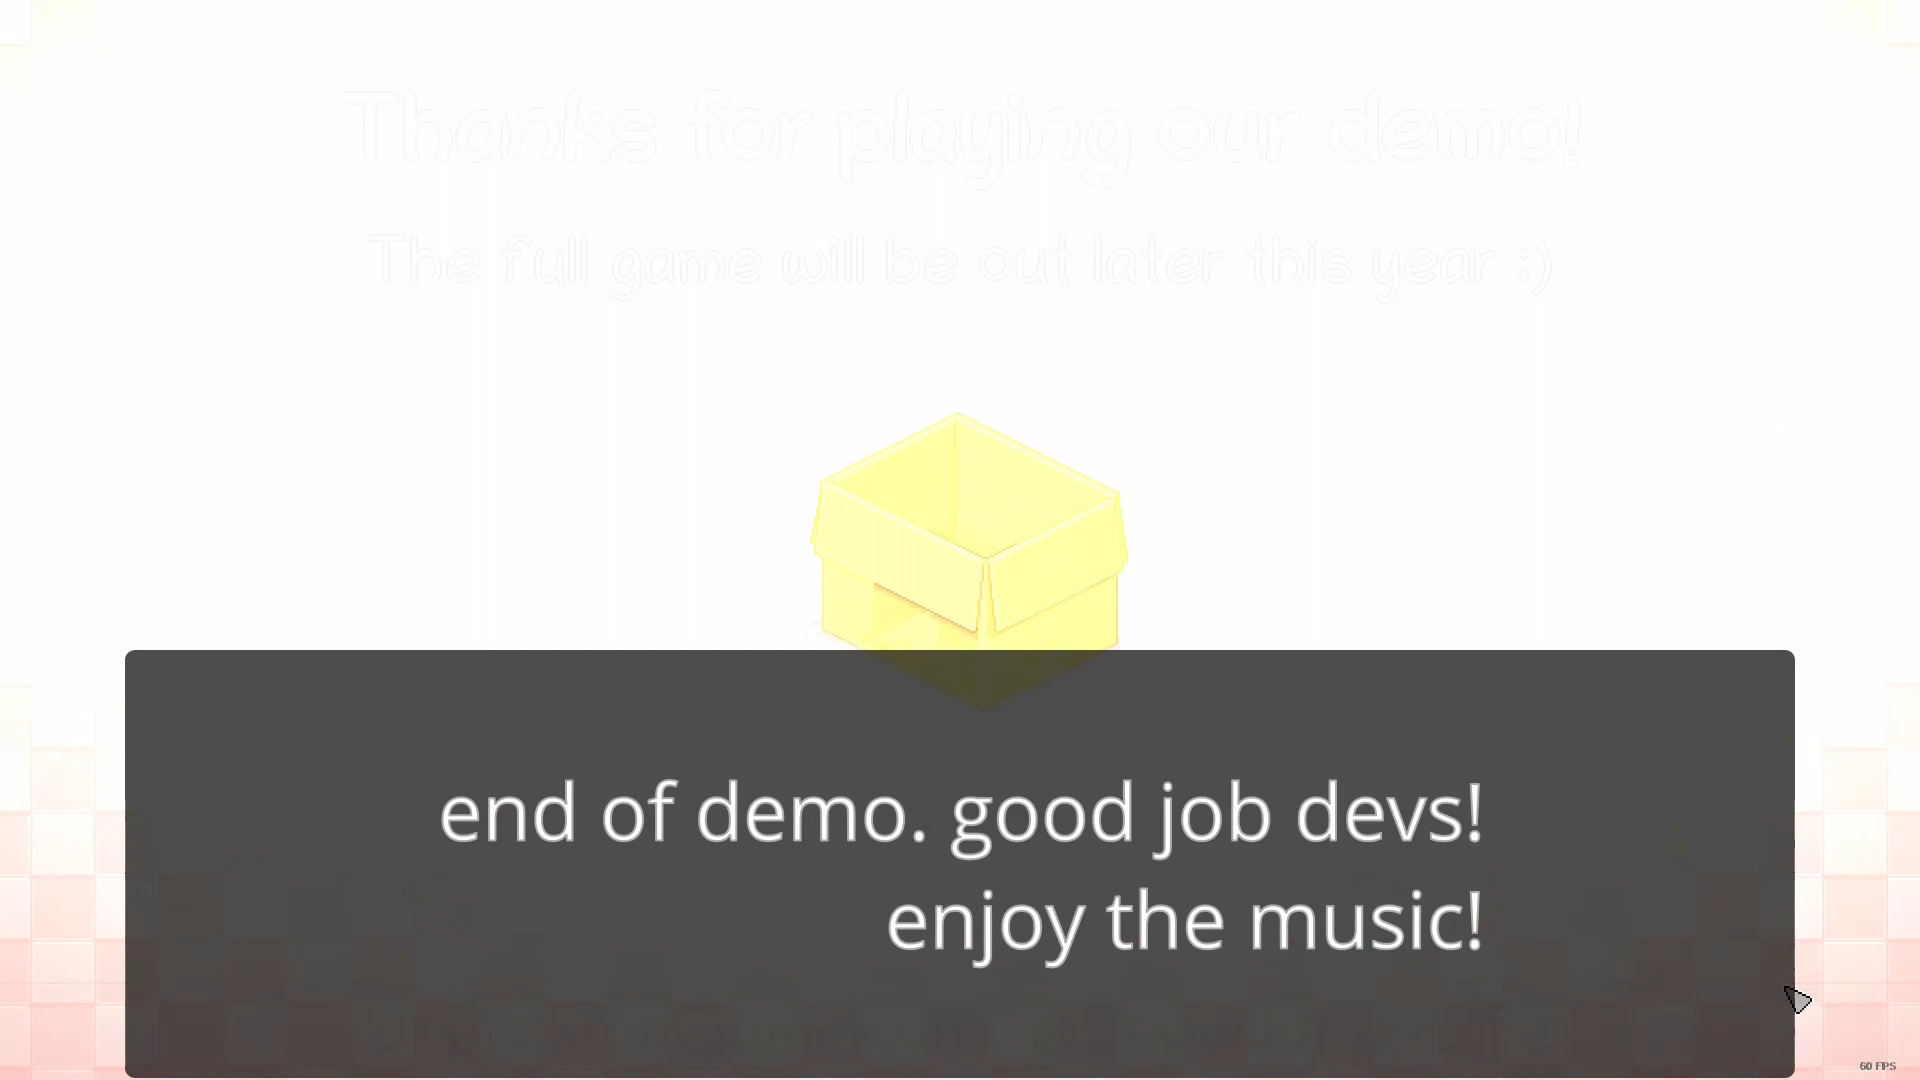 Thanks for playing our demo!
The full game will be out later this year :)
end of demo. good job devs!
enjoy the music!
60 FPS